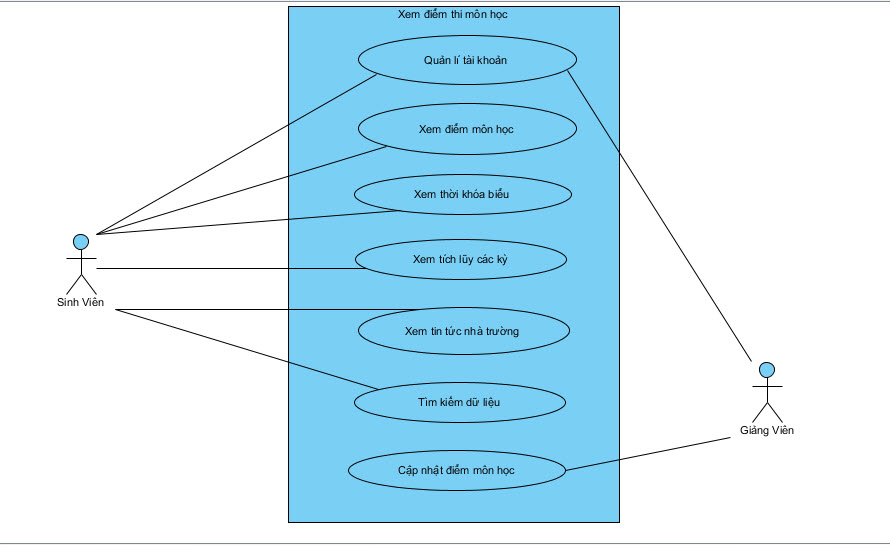 Xem điểm thi môn học
Quản lí tài khoản
Xem điểm môn học
Xem thời khóa biểu
Xem tích lũy các kỳ
Sinh Viên
Xem tin tức nhà trường
Tìm kiếm dữ liệu
Giảng Viên
Cập nhật điểm môn học